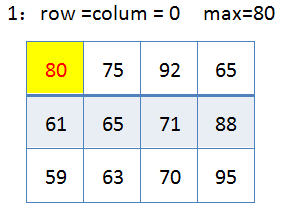 1：row =colum = 0 max=80
80 75 92 65
61 65 71 88
59 63 70 95